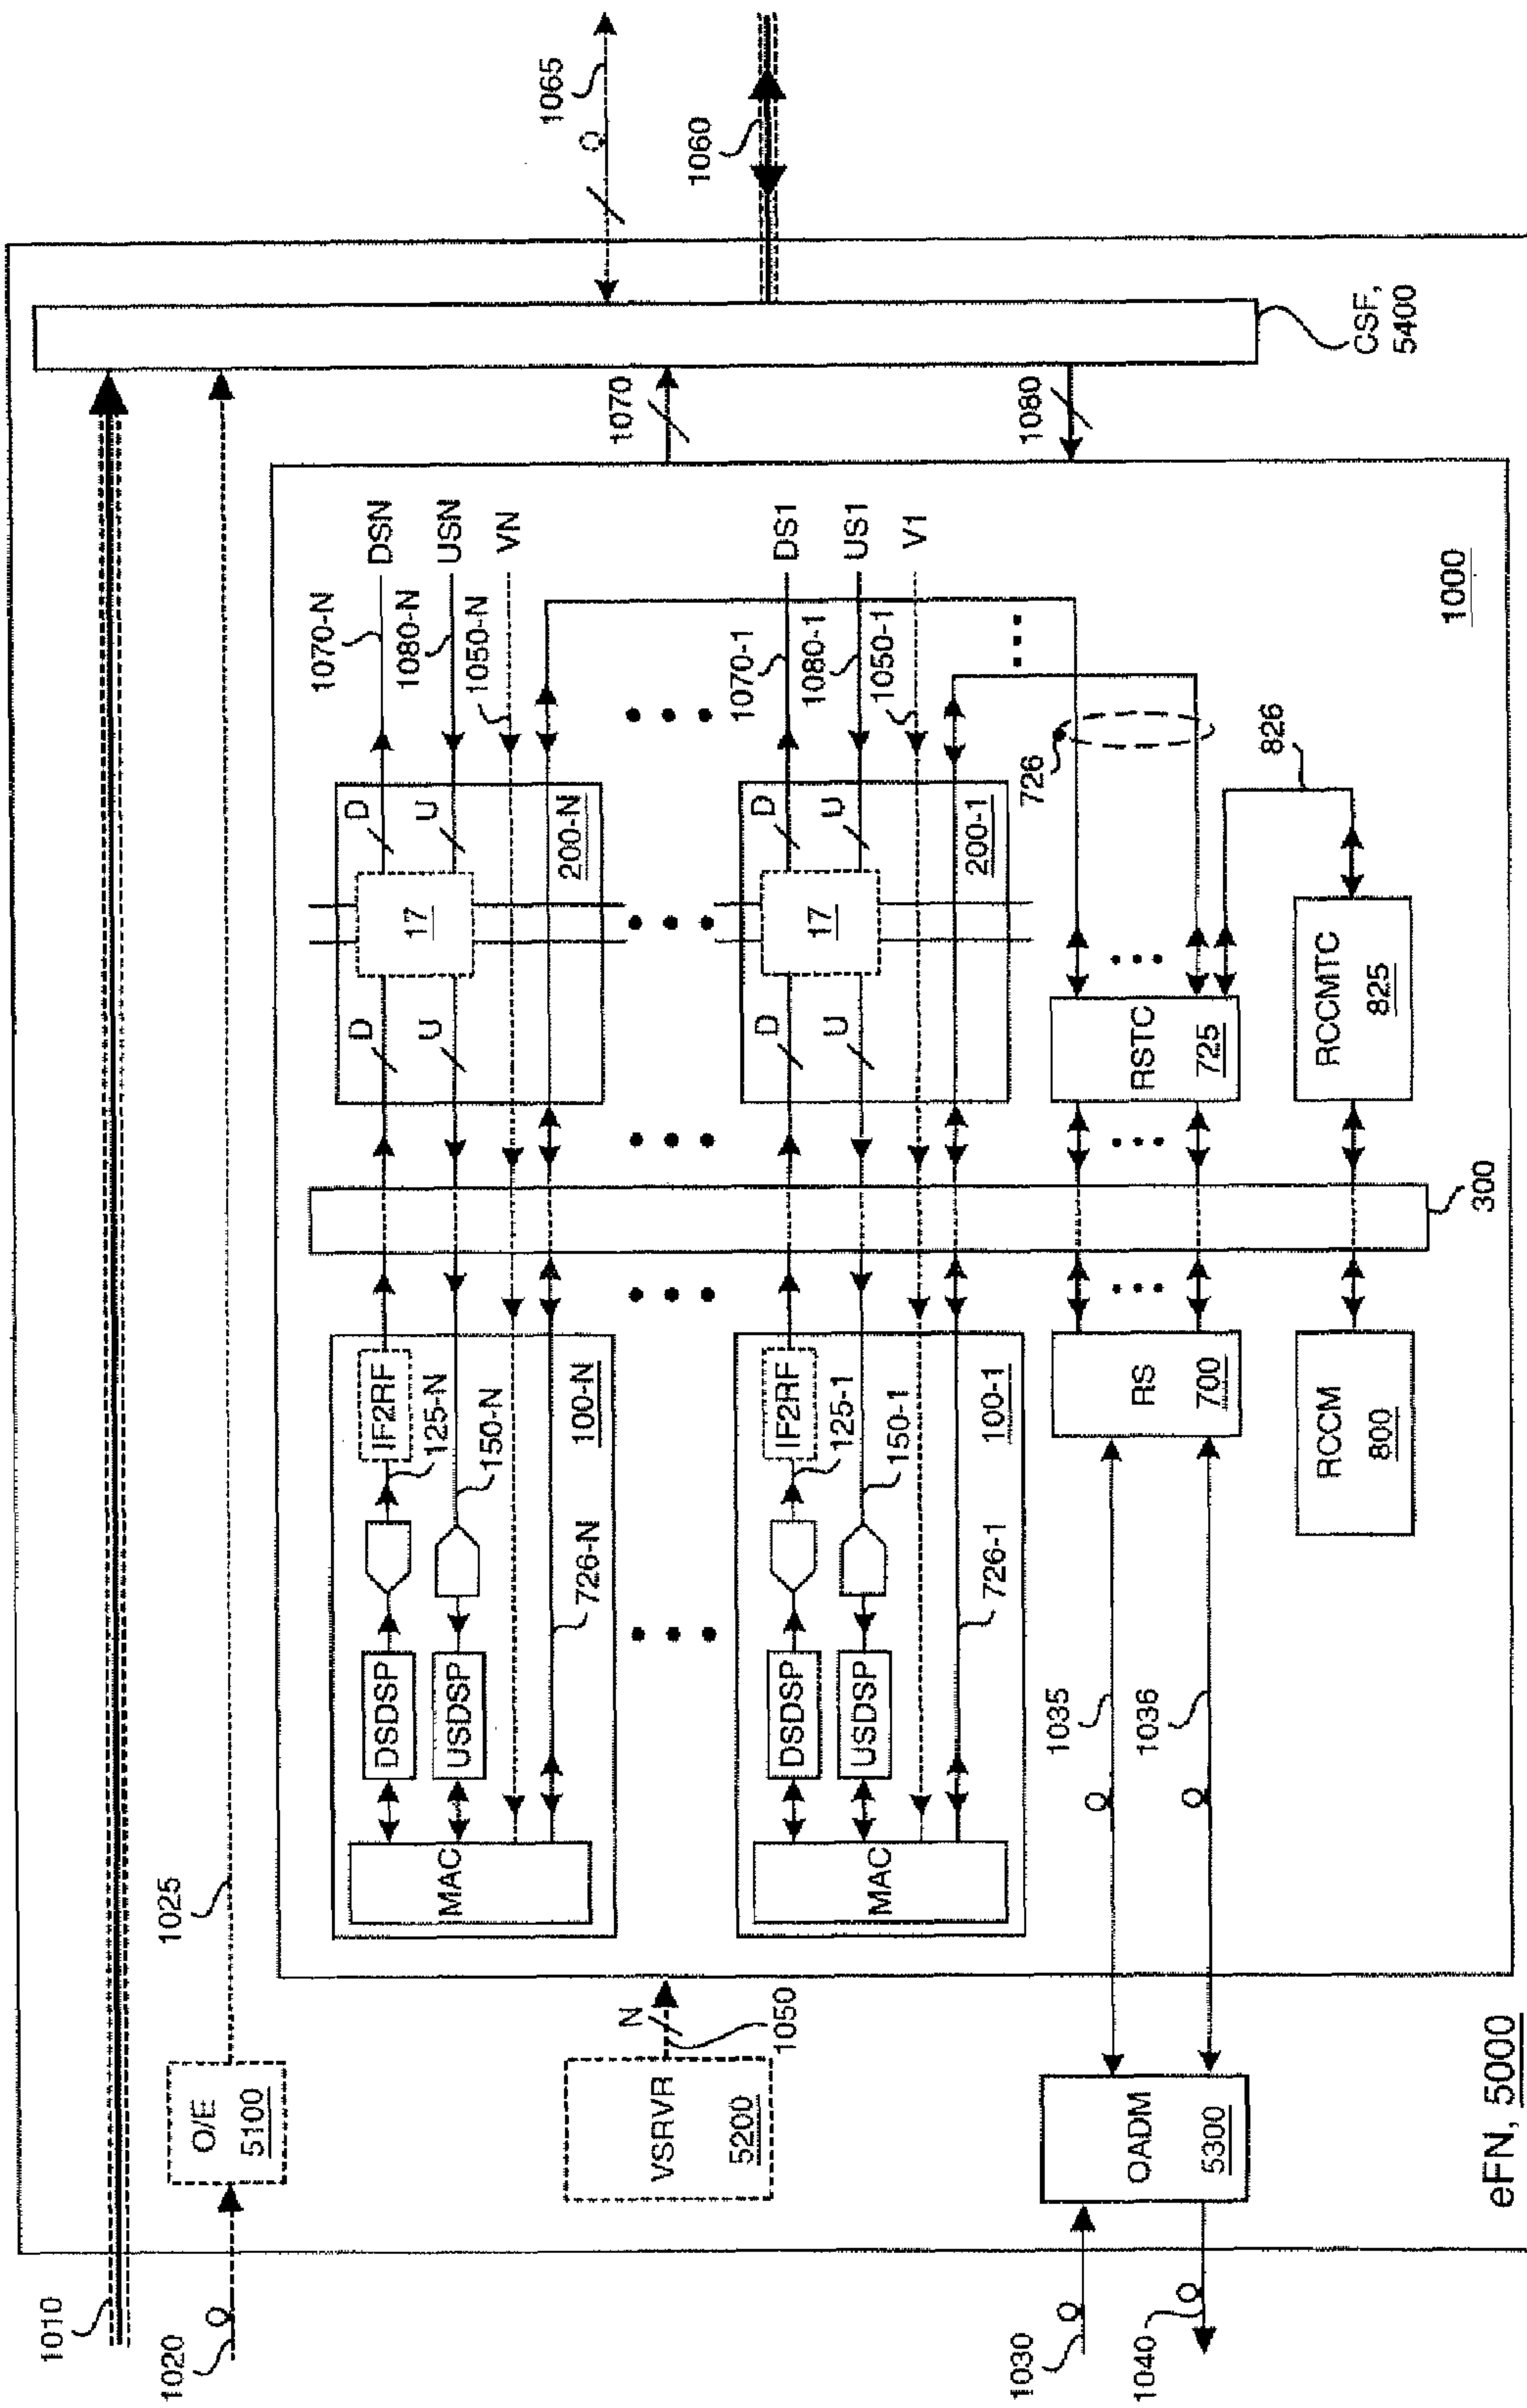 1010
1020
O/E
5100
1025
1065
1060
CSF,
5400
1070
1080
VSRVR
5200
N
1050
1030
1040
OADM
5300
1035
1036
eFN, 5000
1000
MAC
DSDSP
USDSP
IF2RF
125-N
150-N
726-N
100-N
D
U
17
D
U
200-N
1070-N
DSN
1080-N
USN
1050-N
VN
MAC
DSDSP
USDSP
IF2RF
125-1
150-1
726-1
100-1
D
U
17
D
U
200-1
1070-1
DS1
1080-1
US1
1050-1
V1
RS
700
RCCM
800
300
RSTC
725
RCCMTC
825
726
826